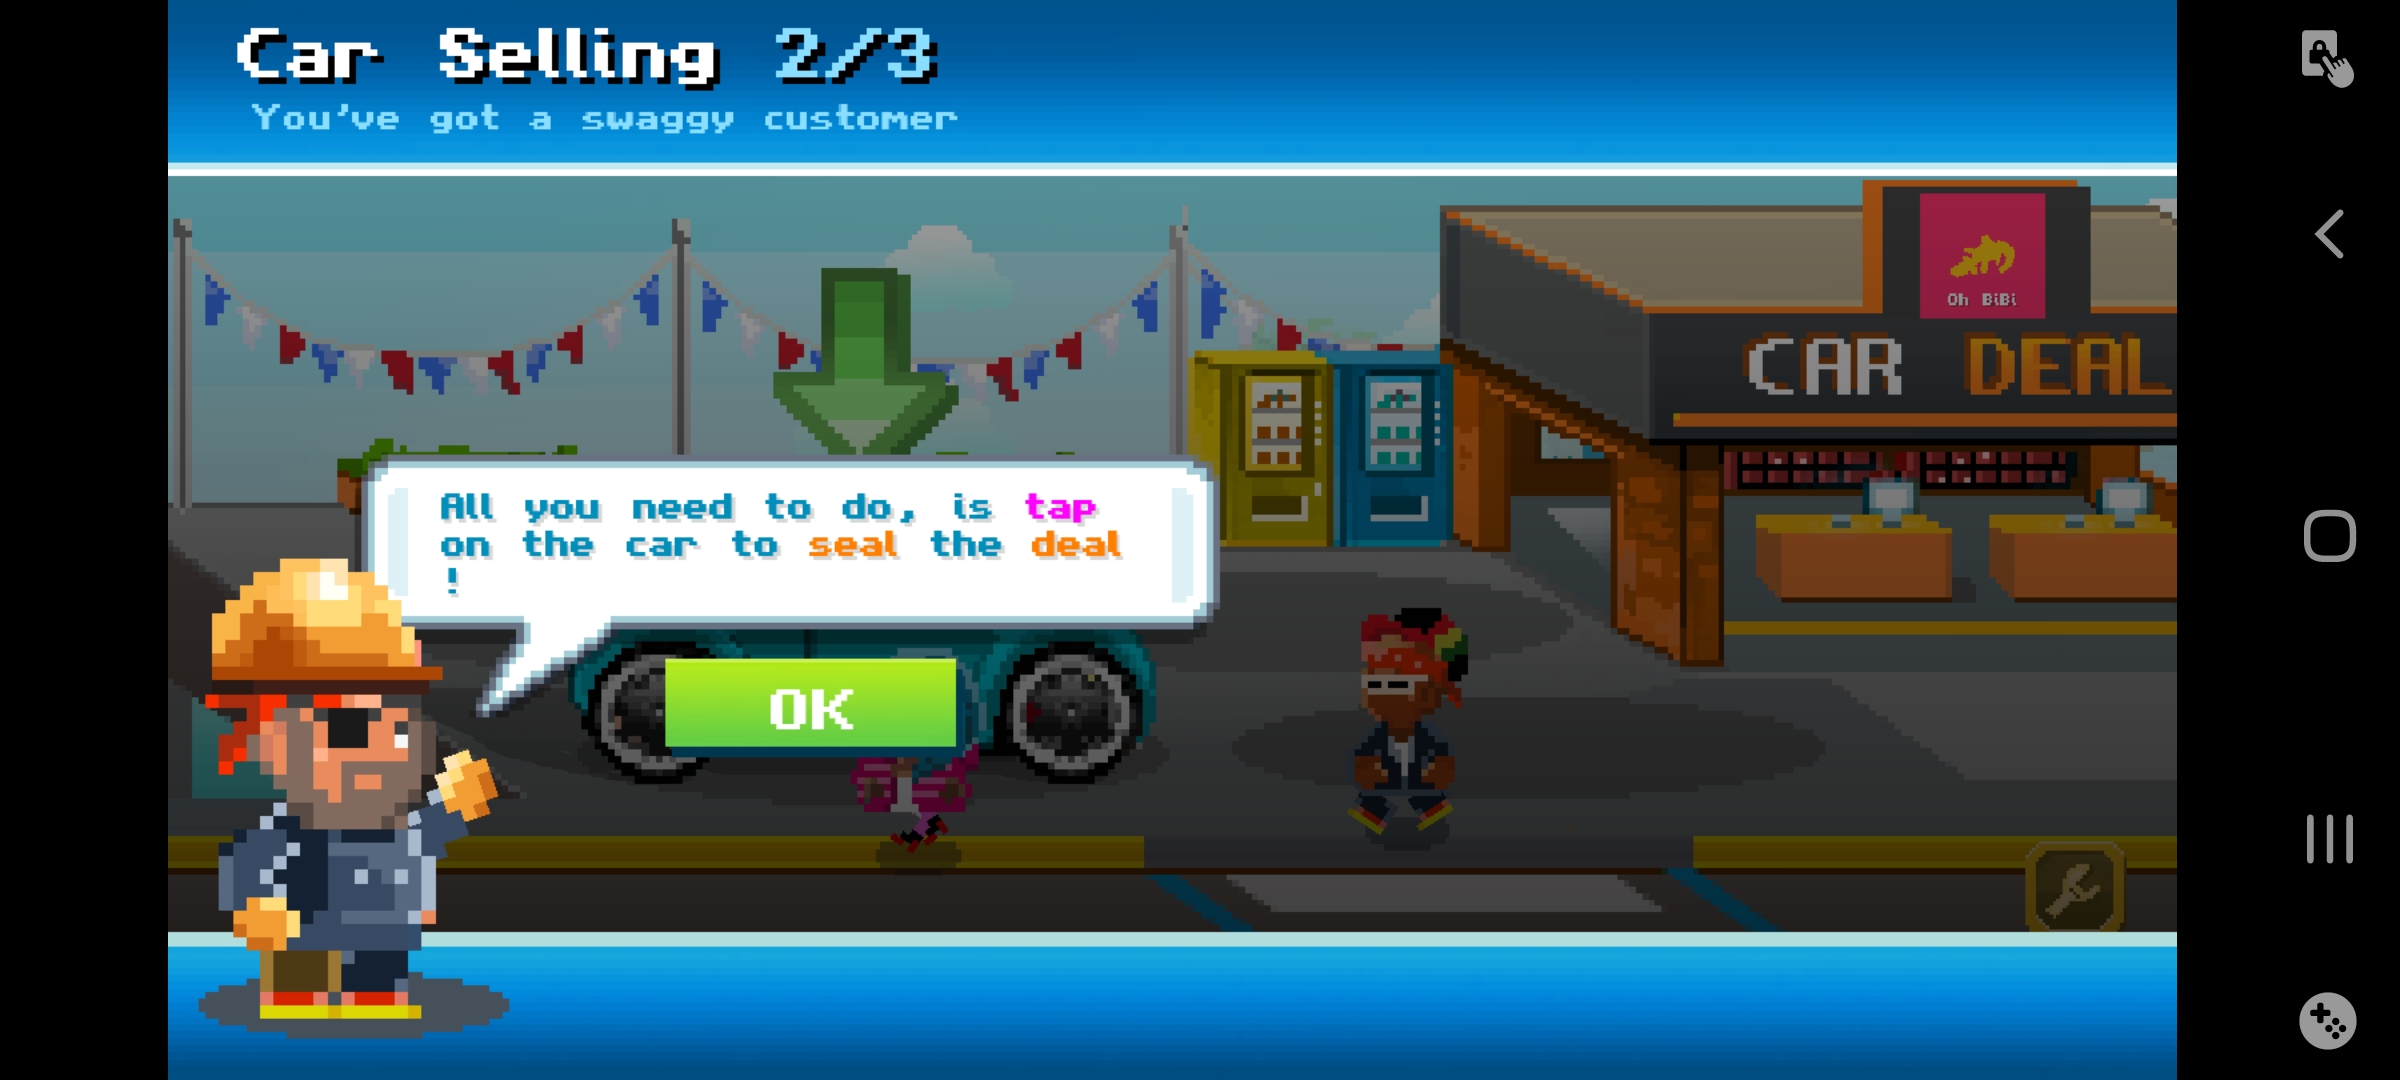 Car Selling 2/3
You've got a swaggy customer
Oh BiBi
CAR DEAL
All you need to do, is tap
on the car to seal the deal
!
OK